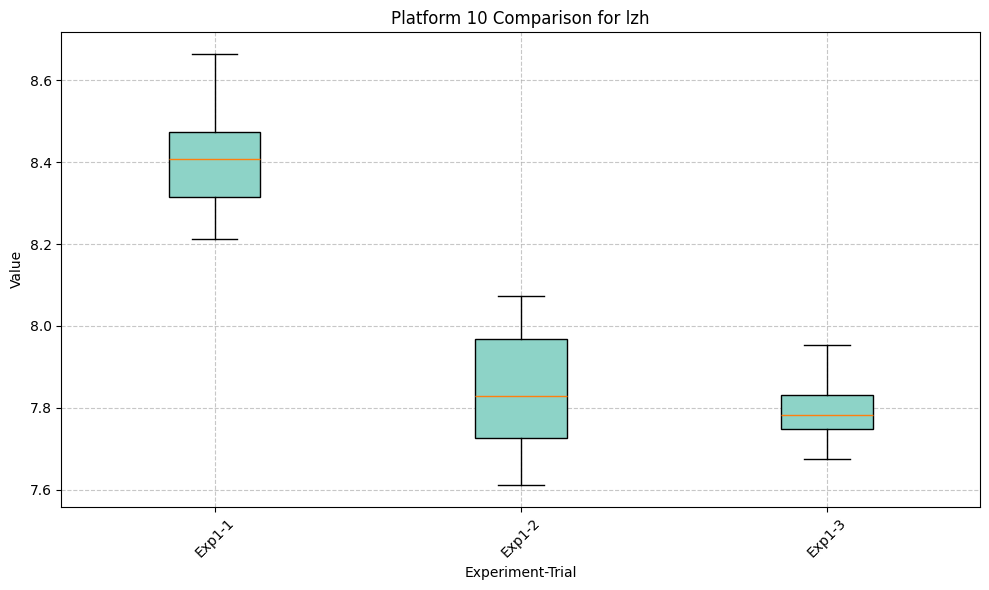 Platform 10 Comparison for lzh
Value
8.6
8.4
8.2
8.0
7.8
7.6
Exp1-1
Exp1-2
Exp1-3
Experiment-Trial